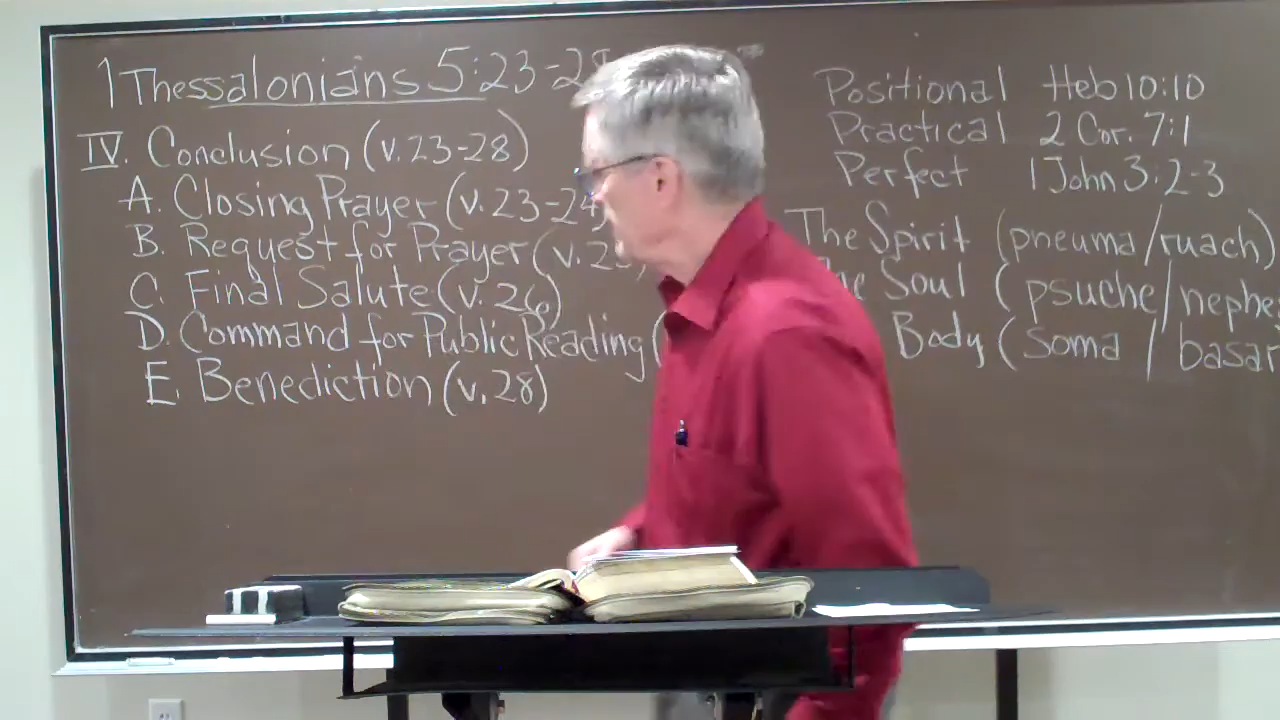 1 Thessalonians 5:23-28
IV. Conclusion (v.23-28)
A. Closing Prayer (v.23-24)
B. Request for Prayer (v.25)
C. Final Salute (v.26)
D. Command for Public Reading (
E. Benediction (v.28)
Positional Heb 10:10
Practical 2 Cor. 7:1
Perfect 1 John 3:2-3
The Spirit (pneuma/ruach)
Soul (psuche/nephe
Body (soma / basar